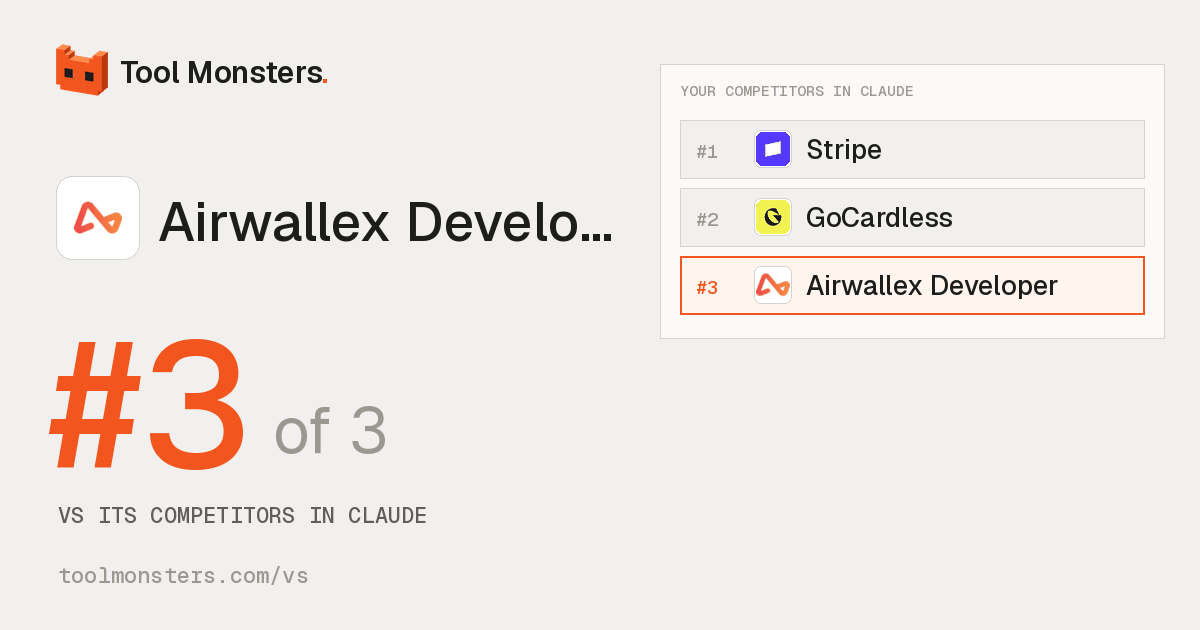 Tool Monsters.
Airwallex Develo...
#3 of 3
VS ITS COMPETITORS IN CLAUDE
toolmonsters.com/vs
YOUR COMPETITORS IN CLAUDE
#1 Stripe
#2 GoCardless
#3 Airwallex Developer